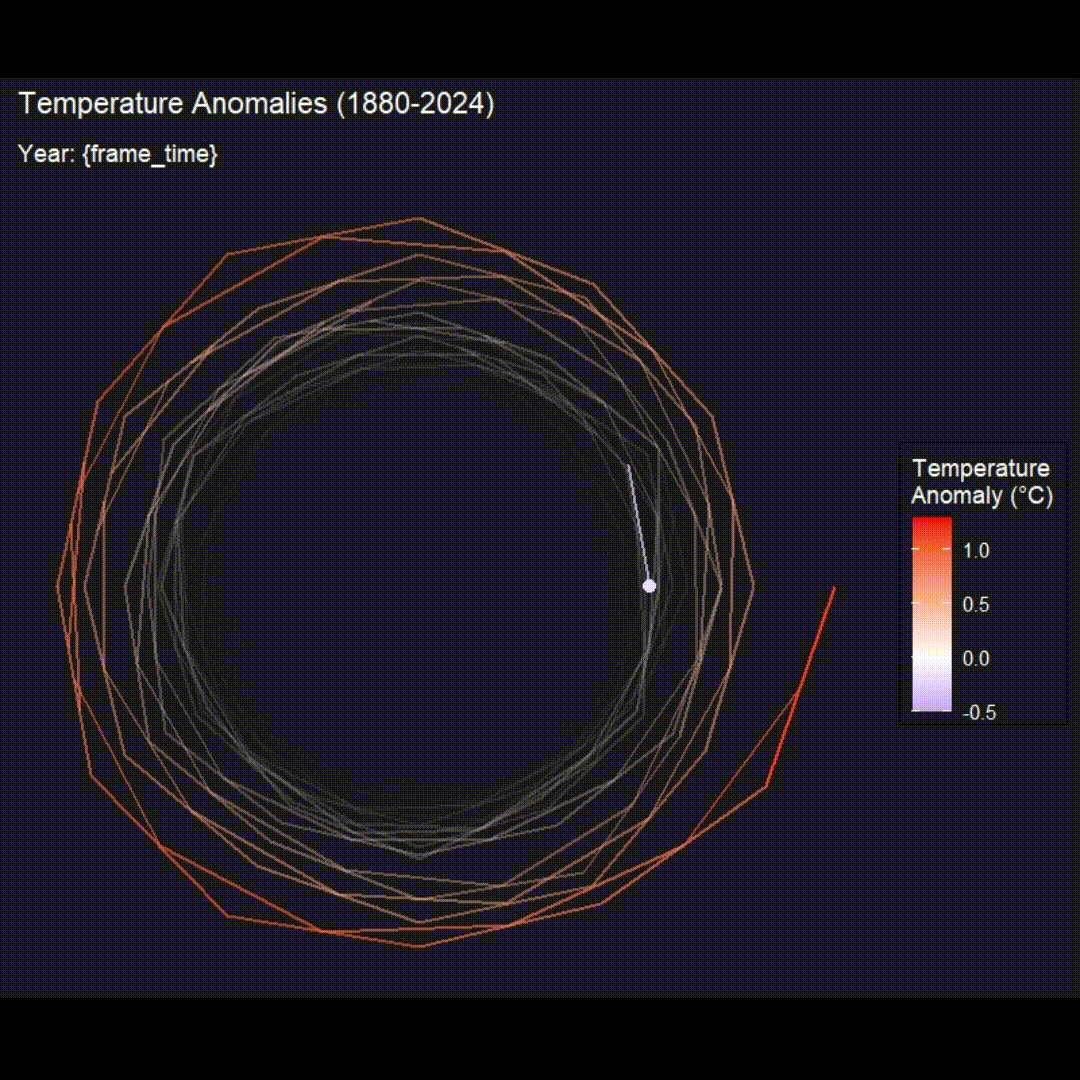 Temperature Anomalies (1880-2024)
Year: {frame_time}
Temperature
Anomaly (°C)
1.0
0.5
0.0
-0.5